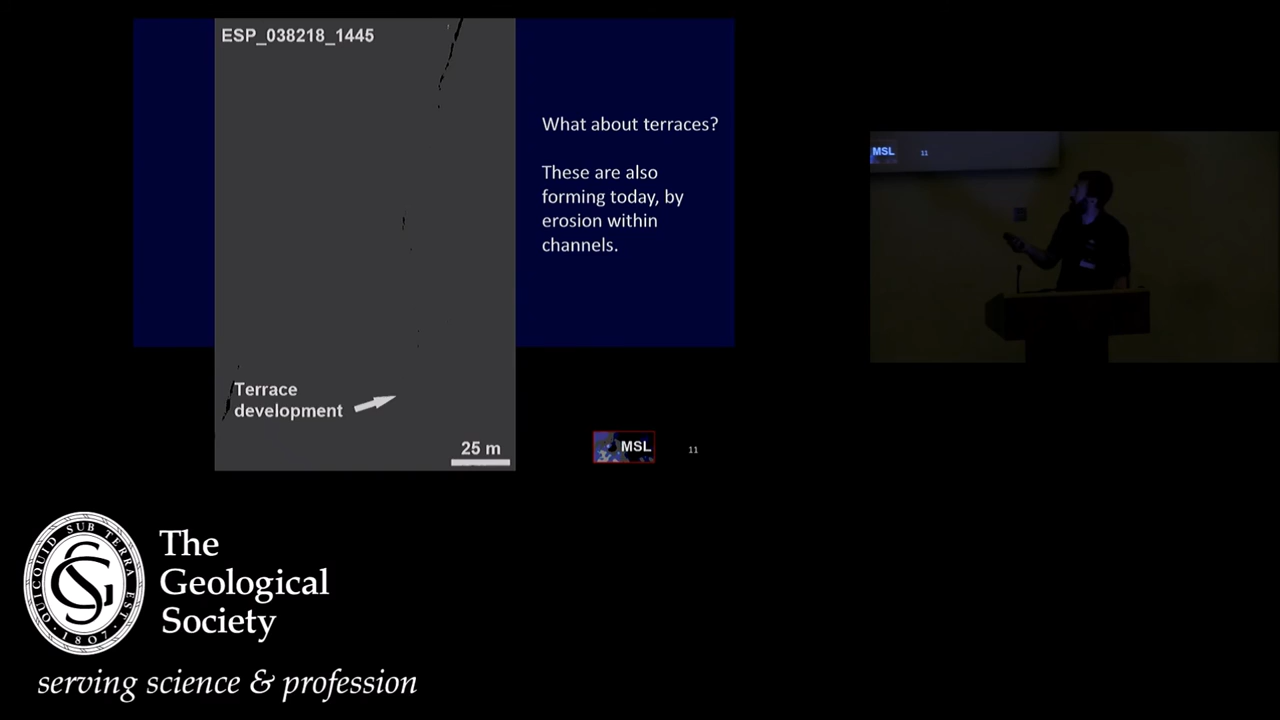 ESP_038218_1445
What about terraces?
These are also
forming today, by
erosion within
channels.
Terrace
development
25 m
MSL
11
MSL
11
The
Geological
Society
QUICQUID SUB TERRA EST
1807
serving science & profession